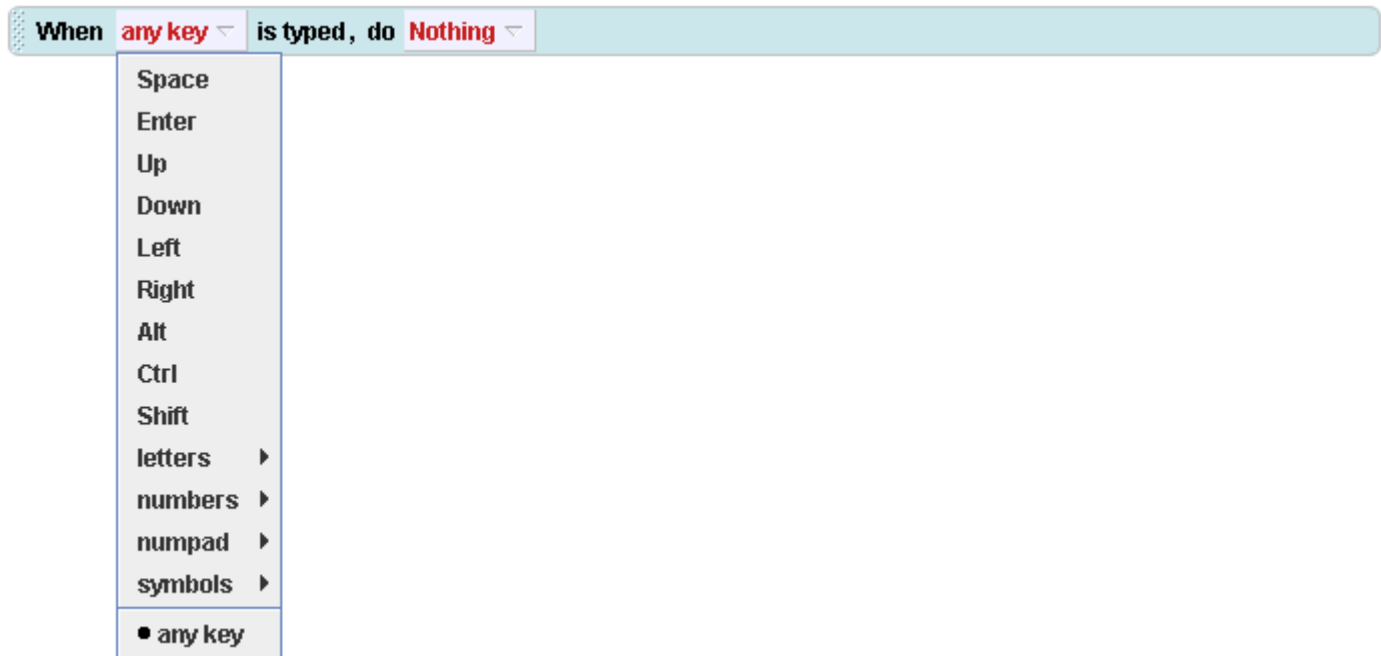 When any key is typed, do Nothing
Space
Enter
Up
Down
Left
Right
Alt
Ctrl
Shift
letters
numbers
numpad
symbols
any key